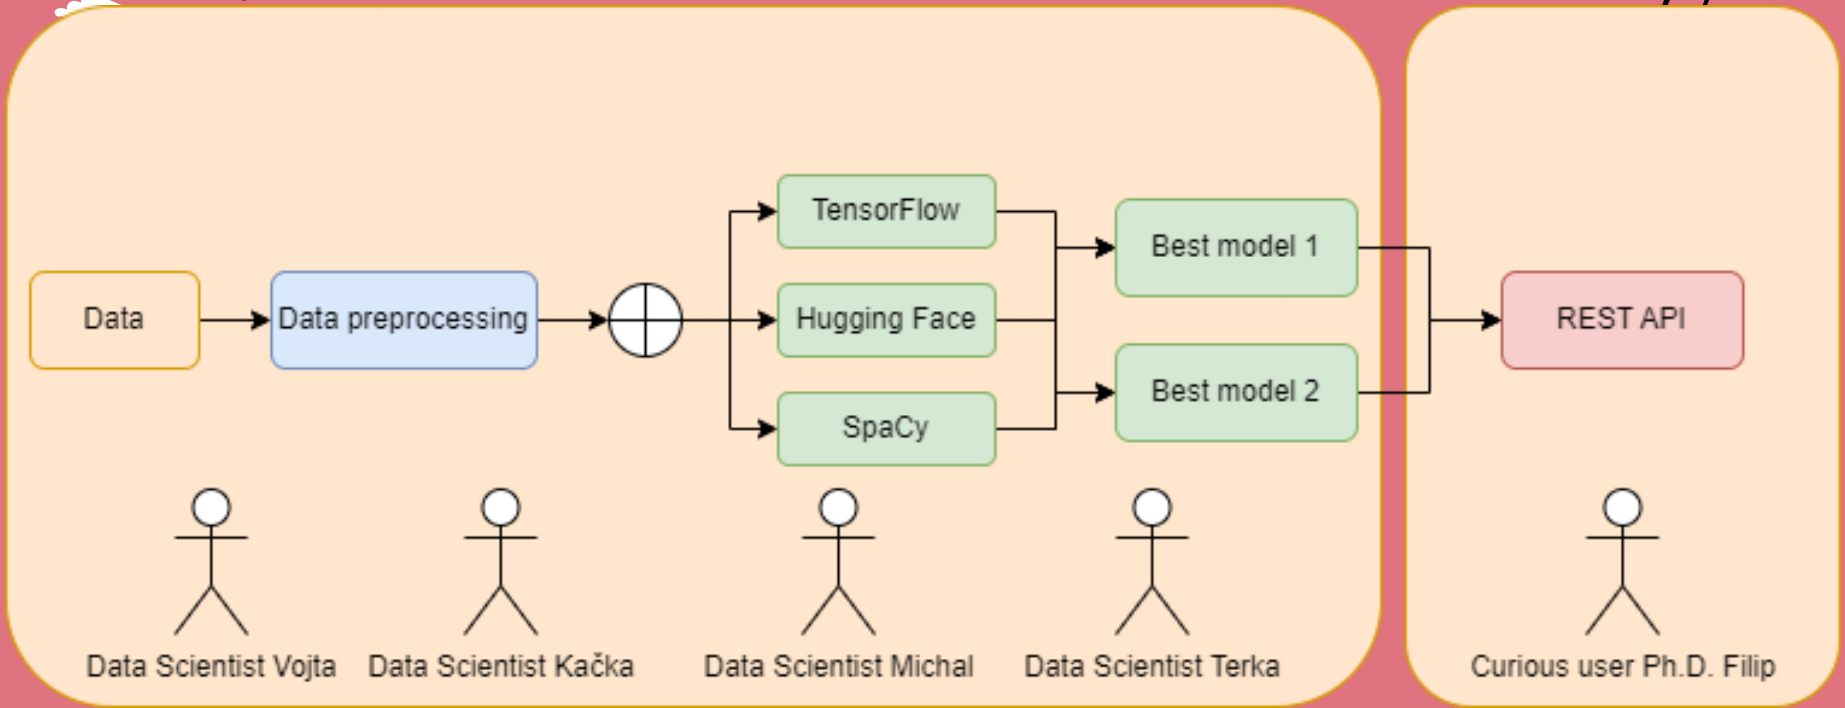 Data
Data preprocessing
TensorFlow
Hugging Face
SpaCy
Best model 1
Best model 2
REST API
Data Scientist Vojta
Data Scientist Kačka
Data Scientist Michal
Data Scientist Terka
Curious user Ph.D. Filip